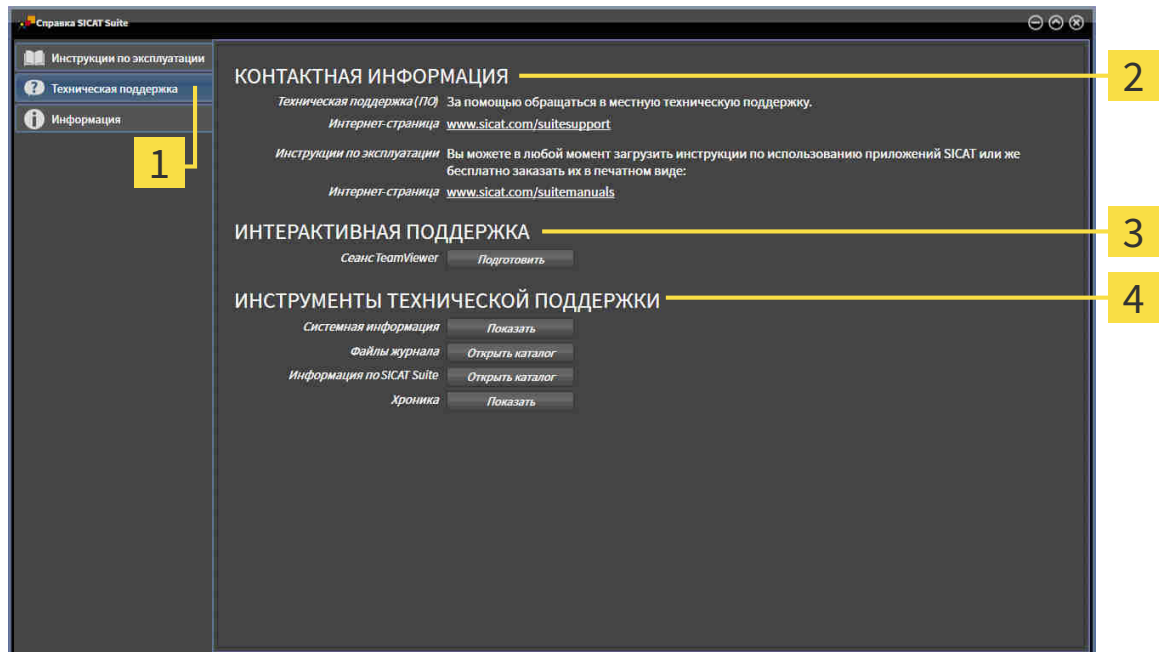 Справка SICAT Suite
Инструкции по эксплуатации
Техническая поддержка
Информация
1
КОНТАКТНАЯ ИНФОРМАЦИЯ
2
Техническая поддержка (ПО) За помощью обращаться в местную техническую поддержку.
Интернет-страница www.sicat.com/suitesupport
Инструкции по эксплуатации Вы можете в любой момент загрузить инструкции по использованию приложений SICAT или же
бесплатно заказать их в печатном виде:
Интернет-страница www.sicat.com/suitemanuals
ИНТЕРАКТИВНАЯ ПОДДЕРЖКА
3
Сеанс TeamViewer Подготовить
ИНСТРУМЕНТЫ ТЕХНИЧЕСКОЙ ПОДДЕРЖКИ
4
Системная информация Показать
Файлы журнала Открыть каталог
Информация по SICAT Suite Открыть каталог
Хроника Показать